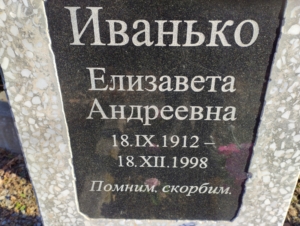 Иванько
Елизавета
Андреевна
18.IX.1912 –
18.XII.1998
Помним, скорбим.